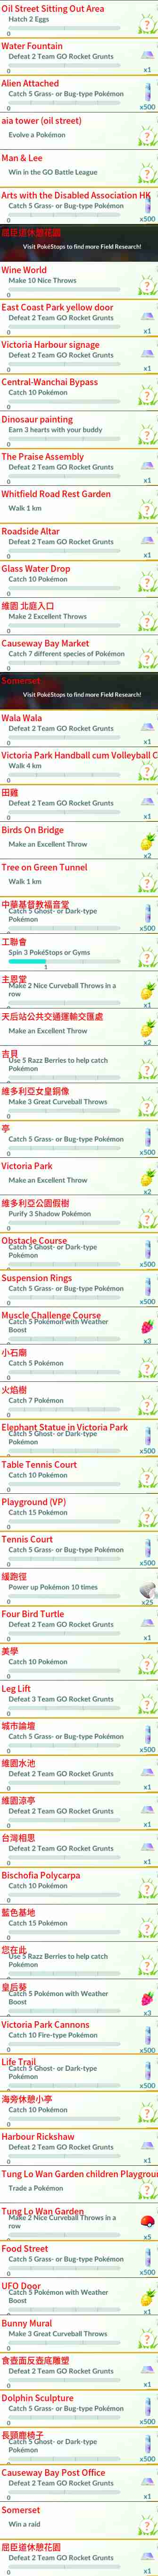 Oil Street Sitting Out Area
Hatch 2 Eggs
0
Water Fountain
Defeat 2 Team GO Rocket Grunts
0
x1
Alien Attached
Catch 5 Grass- or Bug-type Pokémon
0
x500
aia tower (oil street)
Evolve a Pokémon
Man & Lee
Win in the GO Battle League
Arts with the Disabled Association HK
Catch 5 Grass- or Bug-type Pokémon
0
x500
屈臣道休憩花園
Visit PokéStops to find more Field Research!
Wine World
Make 10 Nice Throws
0
East Coast Park yellow door
Defeat 2 Team GO Rocket Grunts
0
x1
Victoria Harbour signage
Defeat 2 Team GO Rocket Grunts
0
x1
Central-Wanchai Bypass
Catch 10 Pokémon
0
Dinosaur painting
Earn 3 hearts with your buddy
0
The Praise Assembly
Defeat 2 Team GO Rocket Grunts
0
x1
Whitfield Road Rest Garden
Walk 1 km
Roadside Altar
Defeat 2 Team GO Rocket Grunts
0
x1
Glass Water Drop
Catch 10 Pokémon
0
維園 北庭入口
Make 2 Excellent Throws
0
Causeway Bay Market
Catch 7 different species of Pokémon
0
Somerset
Visit PokéStops to find more Field Research!
Wala Wala
Defeat 2 Team GO Rocket Grunts
0
x1
Victoria Park Handball cum Volleyball C
Walk 4 km
0
田雞
Defeat 2 Team GO Rocket Grunts
0
x1
Birds On Bridge
Make an Excellent Throw
x2
Tree on Green Tunnel
Walk 1 km
中華基督教福音堂
Catch 5 Ghost- or Dark-type
Pokémon
x500
工聯會
Spin 3 PokéStops or Gyms
1
主恩堂
Make 2 Nice Curveball Throws in a
row
x1
天后站公共交通運輸交匯處
Make an Excellent Throw
x2
吉貝
Use 5 Razz Berries to help catch
Pokémon
維多利亞女皇銅像
Make 3 Great Curveball Throws
0
亭
Catch 5 Grass- or Bug-type Pokémon
0
x500
Victoria Park
Make an Excellent Throw
x2
維多利亞公園假樹
Purify 3 Shadow Pokémon
0
Obstacle Course
Catch 5 Ghost- or Dark-type
Pokémon
x500
Suspension Rings
Catch 5 Grass- or Bug-type Pokémon
0
x500
Muscle Challenge Course
Catch 5 Pokémon with Weather
Boost
x3
小石廟
Catch 5 Pokémon
0
火焰樹
Catch 7 Pokémon
0
Elephant Statue in Victoria Park
Catch 5 Ghost- or Dark-type
Pokémon
x500
Table Tennis Court
Catch 10 Pokémon
0
Playground (VP)
Catch 15 Pokémon
0
Tennis Court
Catch 5 Grass- or Bug-type Pokémon
0
x500
緩跑徑
Power up Pokémon 10 times
0
x25
Four Bird Turtle
Defeat 2 Team GO Rocket Grunts
0
x1
美學
Catch 10 Pokémon
0
Leg Lift
Defeat 3 Team GO Rocket Grunts
0
城市論壇
Catch 5 Grass- or Bug-type Pokémon
0
x500
維園水池
Defeat 2 Team GO Rocket Grunts
0
x1
維園涼亭
Defeat 2 Team GO Rocket Grunts
0
x1
台灣相思
Defeat 2 Team GO Rocket Grunts
0
x1
Bischofia Polycarpa
Catch 10 Pokémon
0
藍色基地
Catch 15 Pokémon
0
您在此
Use 5 Razz Berries to help catch
Pokémon
皇后葵
Catch 5 Pokémon with Weather
Boost
x3
Victoria Park Cannons
Catch 10 Fire-type Pokémon
0
x500
Life Trail
Catch 5 Ghost- or Dark-type
Pokémon
x500
海旁休憩小亭
Catch 10 Pokémon
0
Harbour Rickshaw
Defeat 2 Team GO Rocket Grunts
0
x1
Tung Lo Wan Garden children Playgroun
Trade a Pokémon
Tung Lo Wan Garden
Make 2 Nice Curveball Throws in a
row
x5
Food Street
Catch 5 Grass- or Bug-type Pokémon
0
x500
UFO Door
Catch 5 Pokémon with Weather
Boost
x1
Bunny Mural
Make 3 Great Curveball Throws
0
食壺面反壺底雕塑
Defeat 2 Team GO Rocket Grunts
0
x1
Dolphin Sculpture
Catch 5 Grass- or Bug-type Pokémon
0
x500
長頸鹿椅子
Catch 5 Ghost- or Dark-type
Pokémon
x500
Causeway Bay Post Office
Defeat 2 Team GO Rocket Grunts
0
x1
Somerset
Win a raid
屈臣道休憩花園
Defeat 2 Team GO Rocket Grunts
0
x1